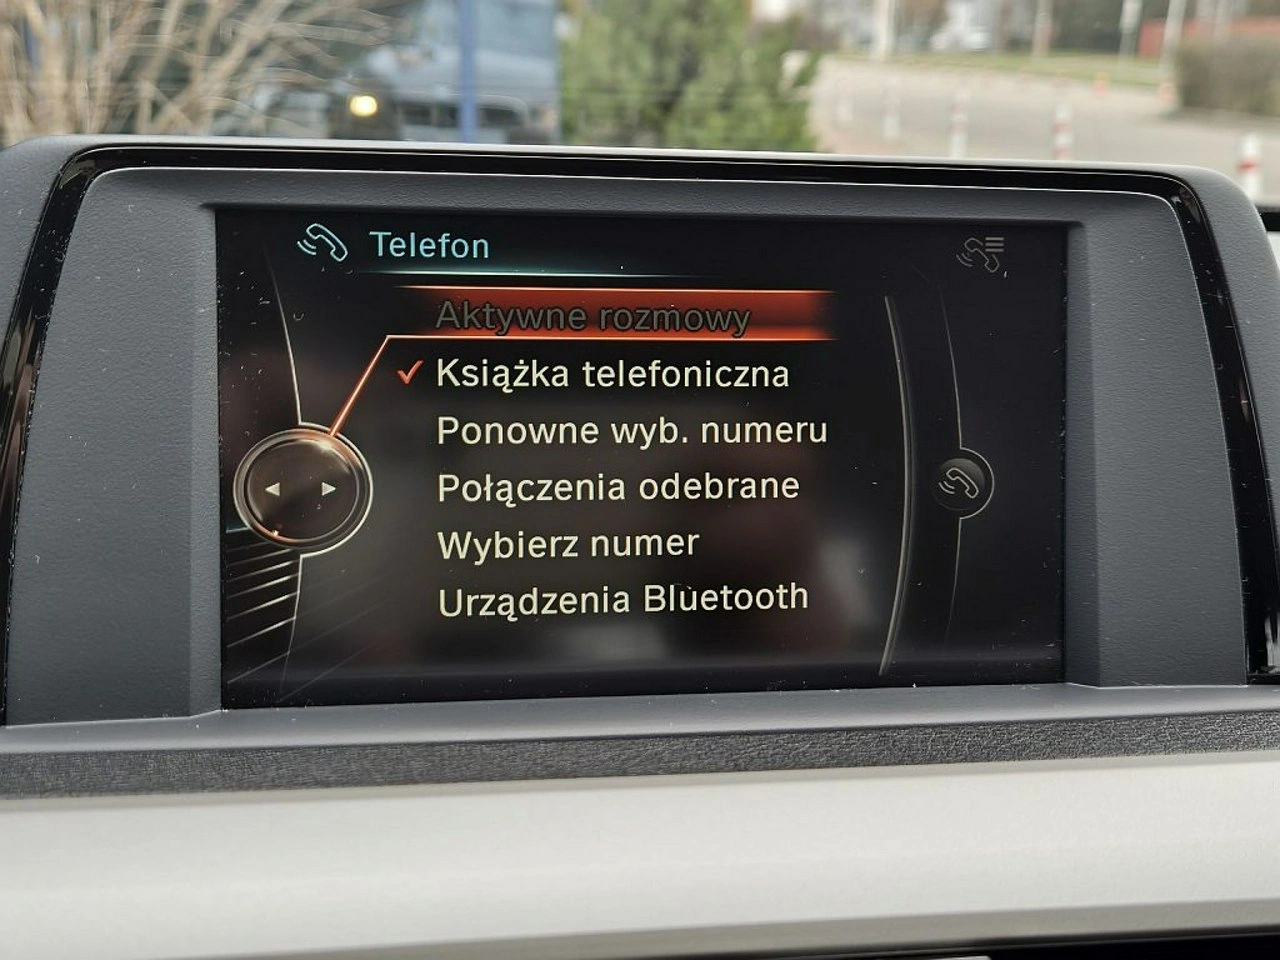 Telefon
Aktywne rozmowy
Książka telefoniczna
Ponowne wyb. numeru
Połączenia odebrane
Wybierz numer
Urządzenia Bluetooth